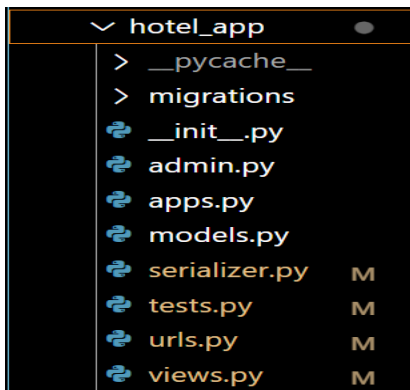 hotel_app
__pycache__
migrations
__init__.py
admin.py
apps.py
models.py
serializer.py M
tests.py M
urls.py M
views.py M